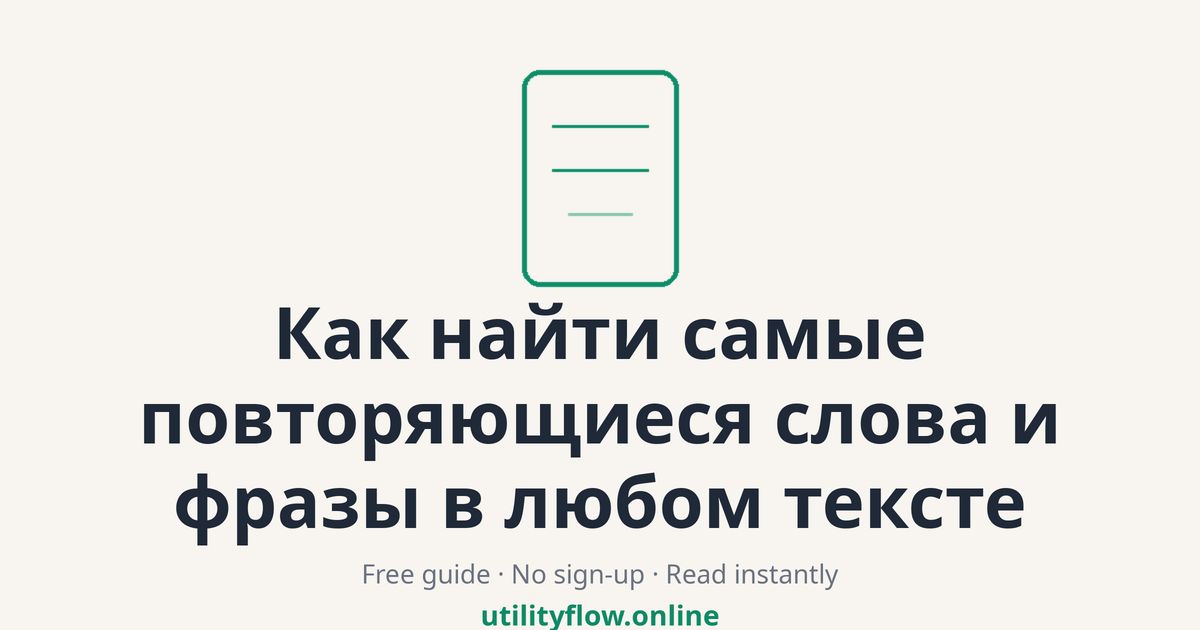 Как найти самые
повторяющиеся слова и
фразы в любом тексте
Free guide · No sign-up · Read instantly
utilityflow.online